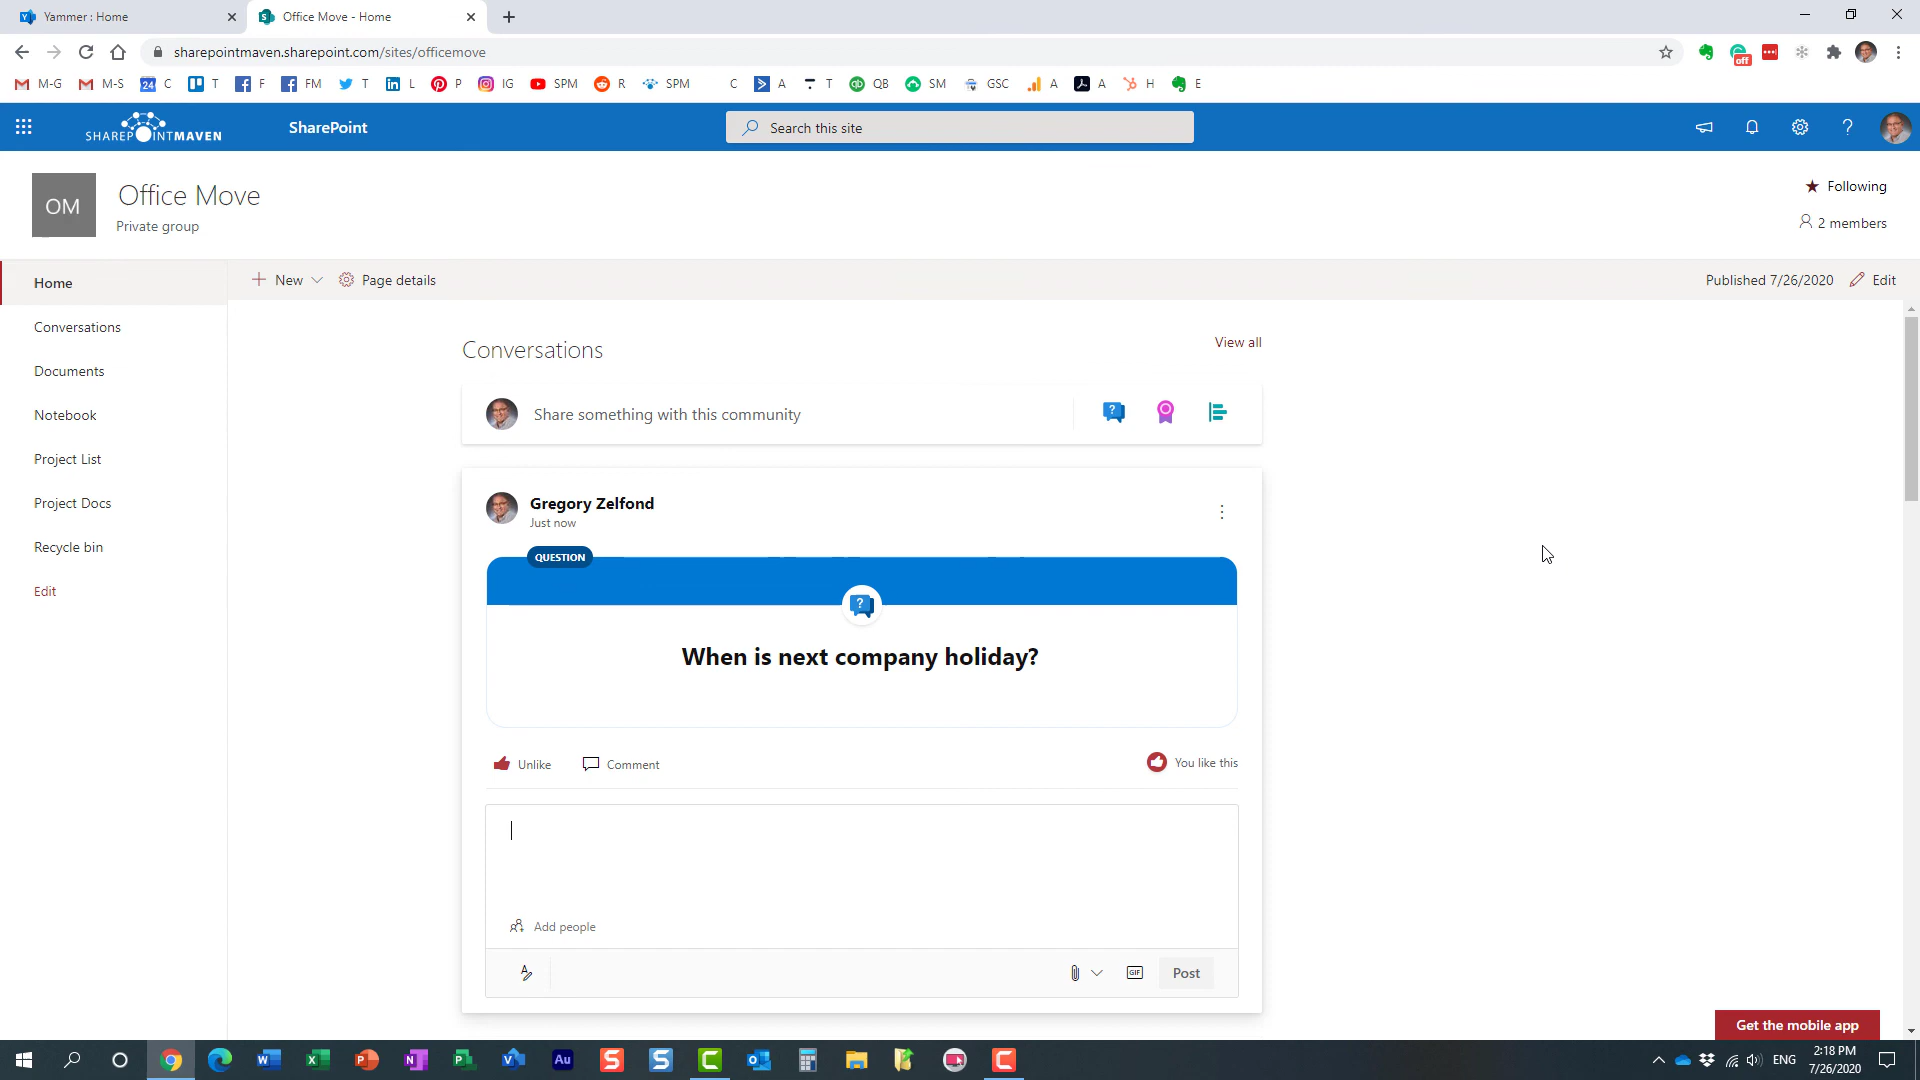 Yammer : Home
Office Move - Home
sharepointmaven.sharepoint.com/sites/officemove
off
M-G
M-S
24
C
T
F
FM
T
L
P
IG
SPM
R
SPM
C
A
T
QB
SM
GSC
A
A
H
E
SHAREPOINTMAVEN
SharePoint
Search this site
OM
Office Move
Private group
Following
2 members
Home
Conversations
Documents
Notebook
Project List
Project Docs
Recycle bin
Edit
New
Page details
Published 7/26/2020
Edit
Conversations
View all
Share something with this community
Gregory Zelfond
Just now
QUESTION
When is next company holiday?
Unlike
Comment
You like this
Add people
GIF
Post
Get the mobile app
ENG
2:18 PM
7/26/2020